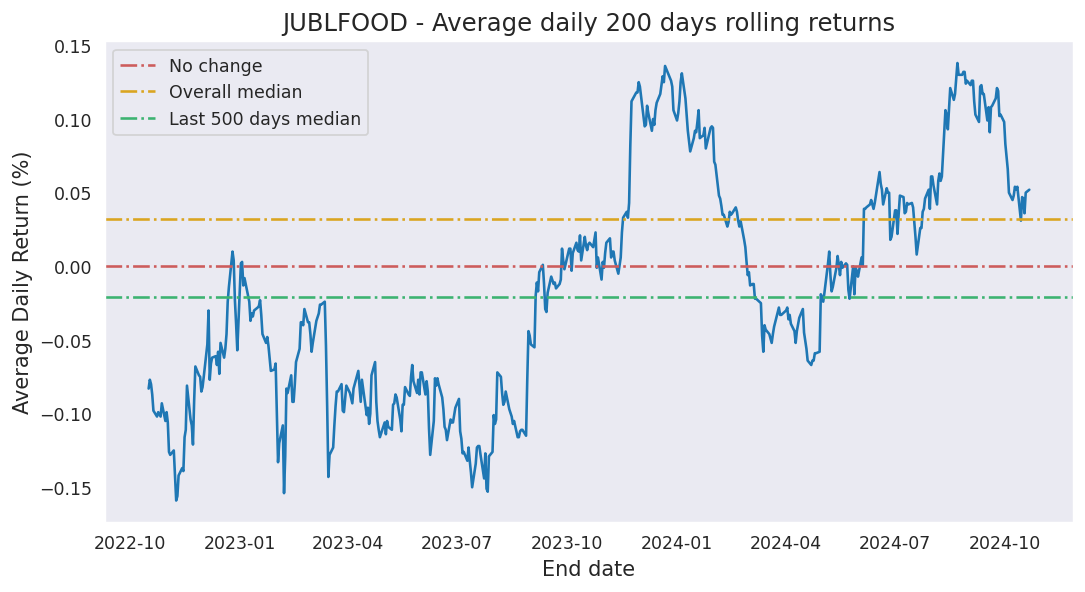 JUBLFOOD - Average daily 200 days rolling returns
No change
Overall median
Last 500 days median
Average Daily Return (%)
0.15
0.10
0.05
0.00
−0.05
−0.10
−0.15
2022-10 2023-01 2023-04 2023-07 2023-10 2024-01 2024-04 2024-07 2024-10
End date